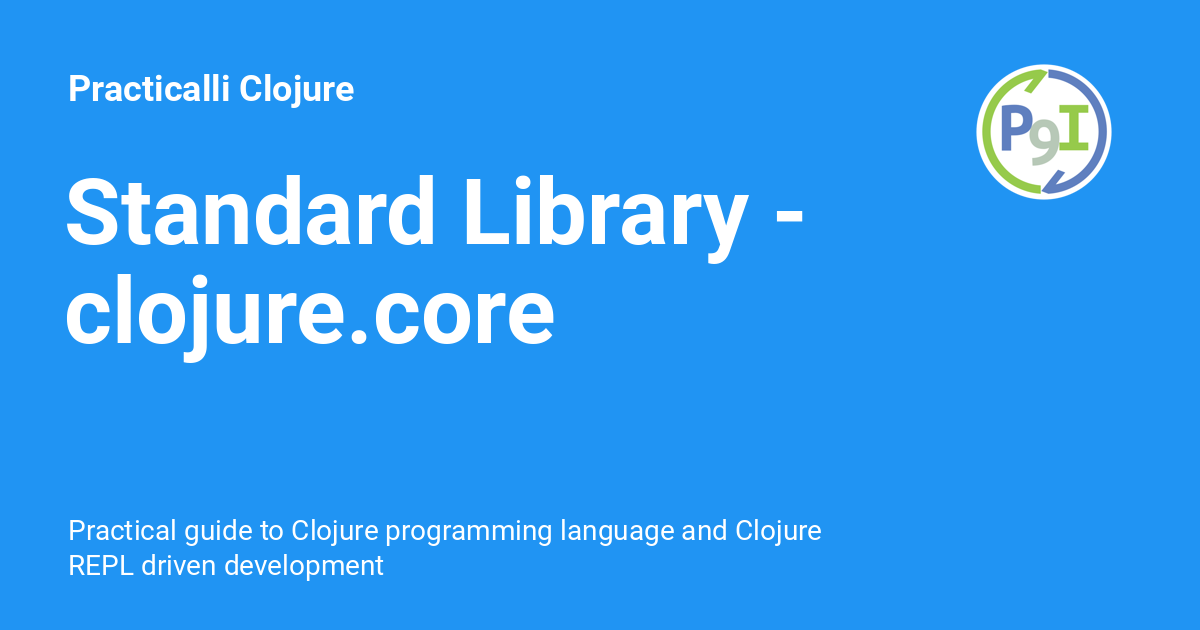 Practicalli Clojure
P9I
Standard Library -
clojure.core
Practical guide to Clojure programming language and Clojure
REPL driven development